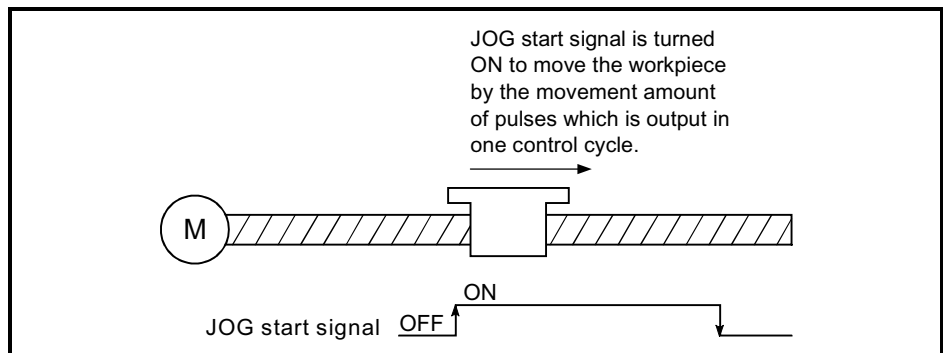 JOG start signal is turned
ON to move the workpiece
by the movement amount
of pulses which is output in
one control cycle.
M
ON
JOG start signal OFF